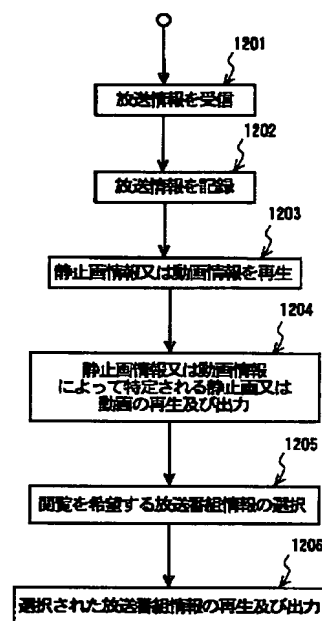 1201
放送情報を受信
1202
放送情報を記録
1203
静止画情報又は動画情報を再生
1204
静止画情報又は動画情報
によって特定される静止画又は
動画の再生及び出力
1205
閲覧を希望する放送番組情報の選択
1206
選択された放送番組情報の再生及び出力